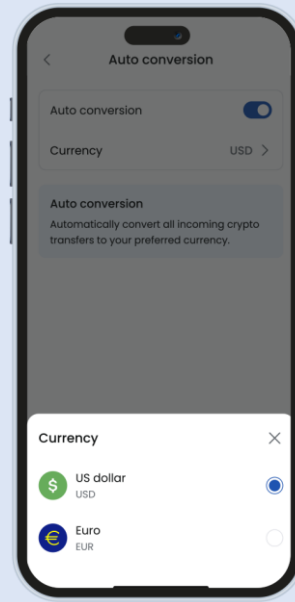 Auto conversion
Auto conversion
Currency USD
Auto conversion
Automatically convert all incoming crypto
transfers to your preferred currency.
Currency
$ US dollar
USD
€ Euro
EUR